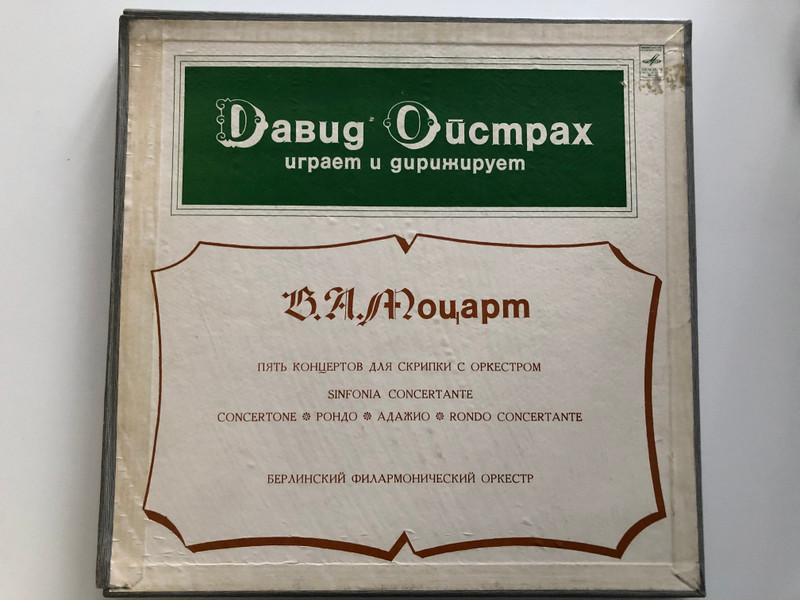 Давид Ойстрах
играет и дирижирует
В.А.Моцарт
ПЯТЬ КОНЦЕРТОВ ДЛЯ СКРИПКИ С ОРКЕСТРОМ
SINFONIA CONCERTANTE
CONCERTONE ❊ РОНДО ❊ АДАЖИО ❊ RONDO CONCERTANTE
БЕРЛИНСКИЙ ФИЛАРМОНИЧЕСКИЙ ОРКЕСТР